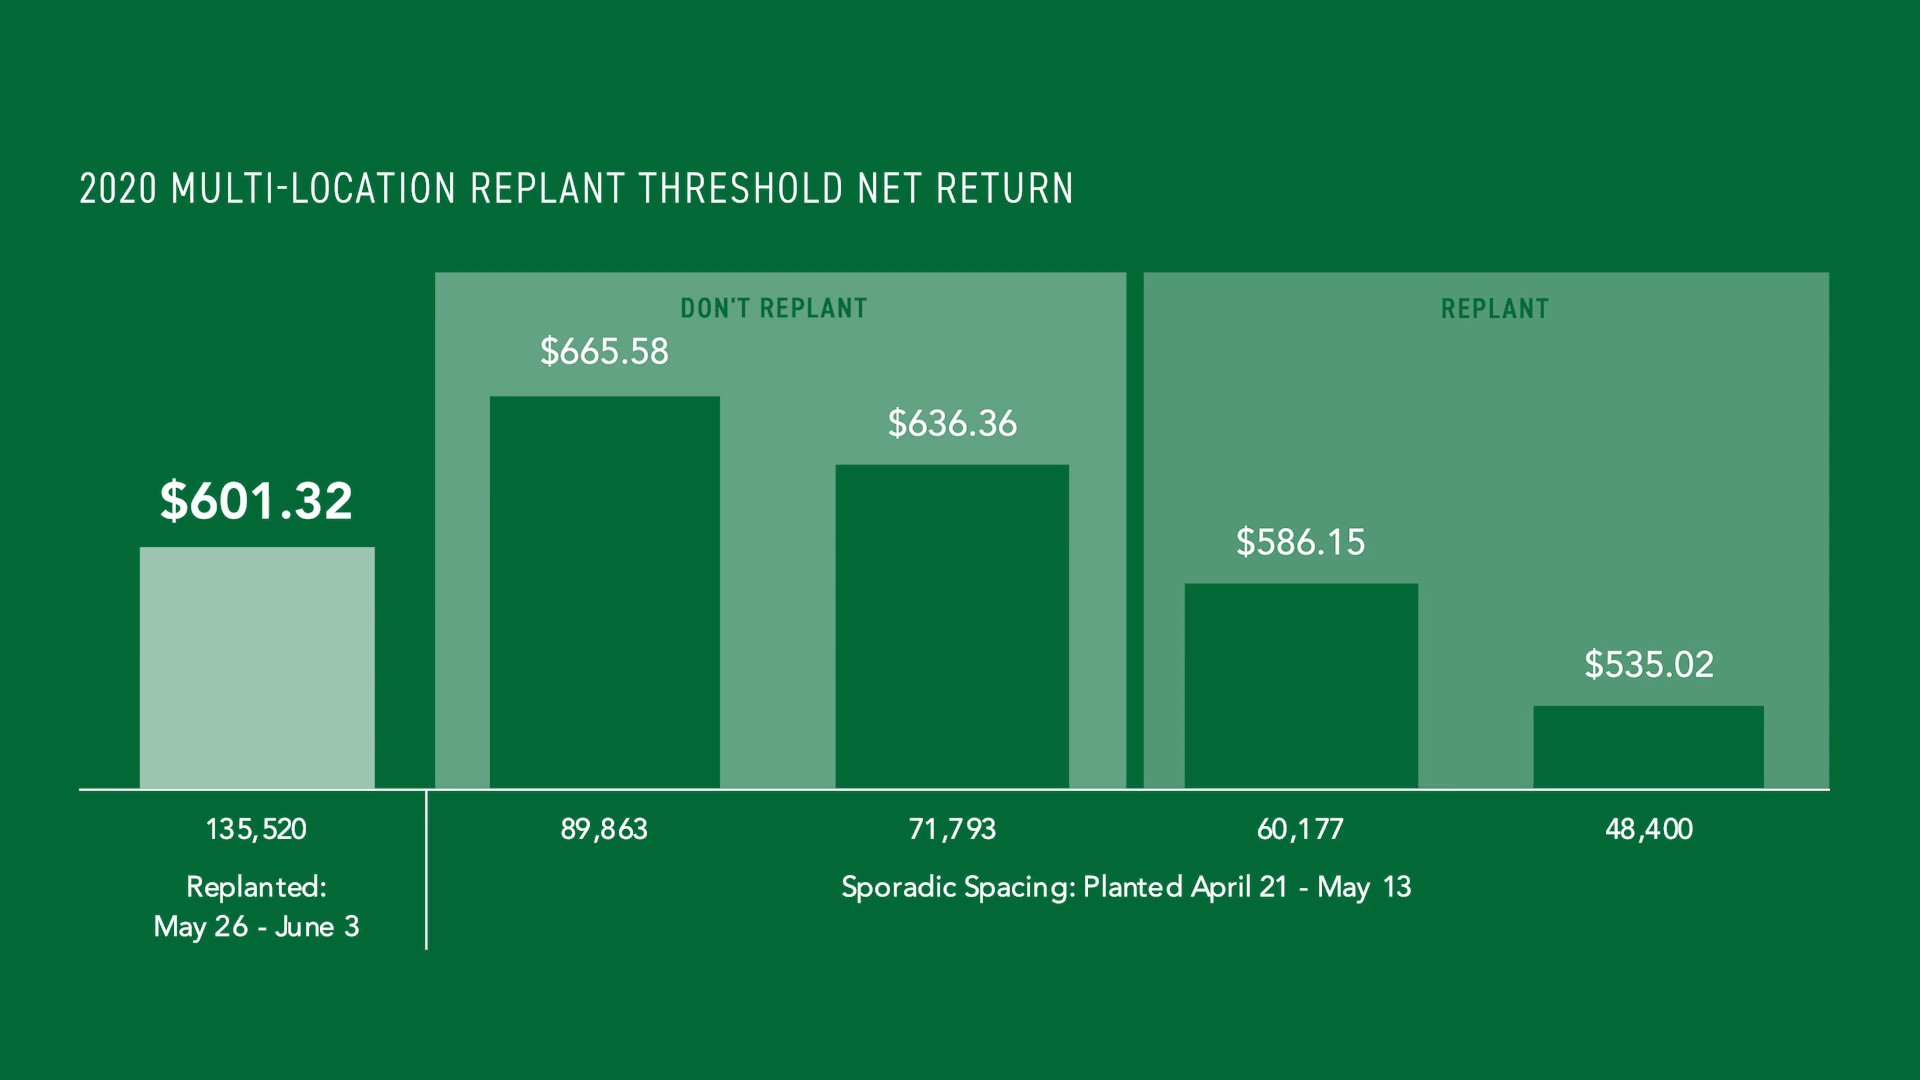 2020 MULTI-LOCATION REPLANT THRESHOLD NET RETURN
DON'T REPLANT
REPLANT
$601.32
$665.58
$636.36
$586.15
$535.02
135,520
89,863
71,793
60,177
48,400
Replanted:
May 26 - June 3
Sporadic Spacing: Planted April 21 - May 13